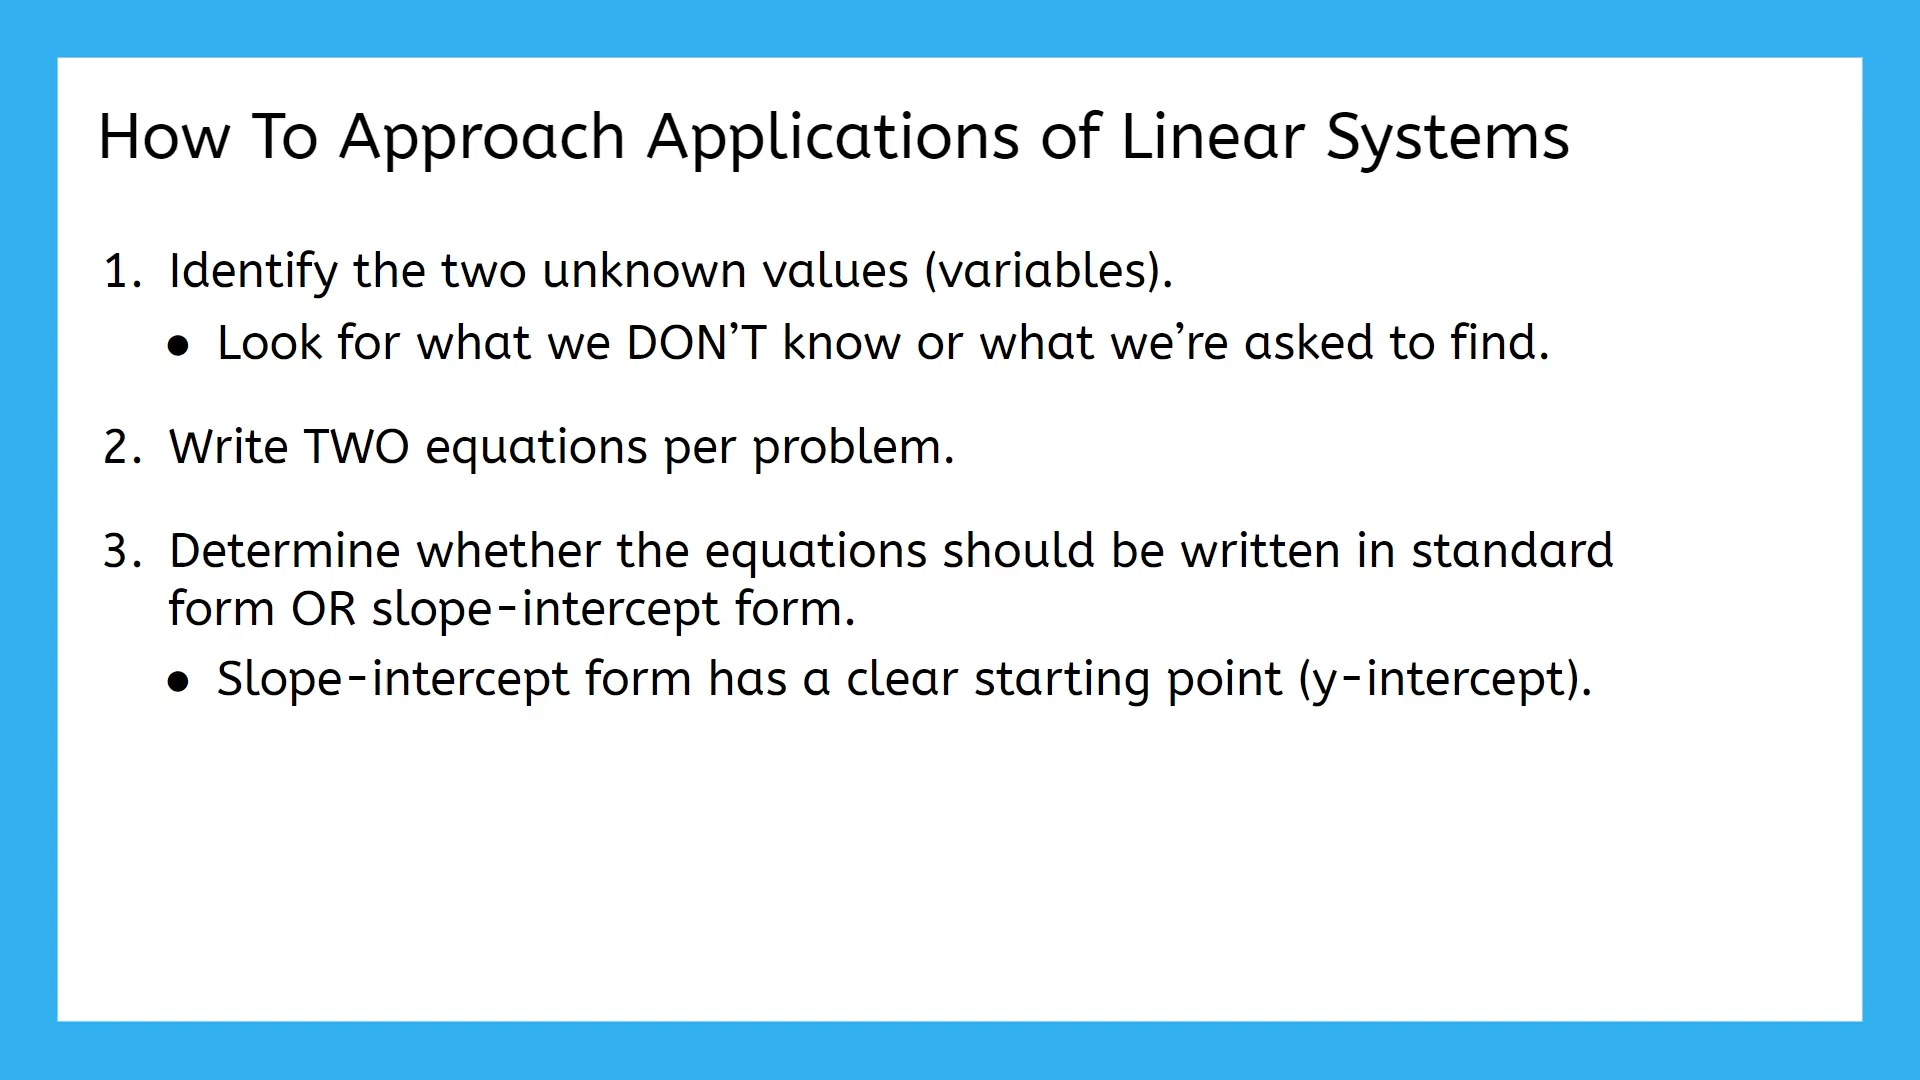 How To Approach Applications of Linear Systems
1. Identify the two unknown values (variables).
● Look for what we DON’T know or what we’re asked to find.
2. Write TWO equations per problem.
3. Determine whether the equations should be written in standard
form OR slope-intercept form.
● Slope-intercept form has a clear starting point (y-intercept).